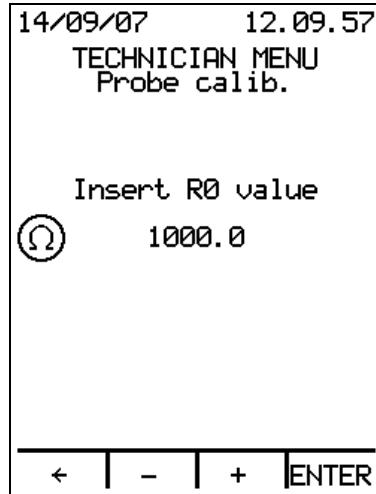 14/09/07 12.09.57
TECHNICIAN MENU
Probe calib.
Insert R0 value
Ω 1000.0
← - + ENTER